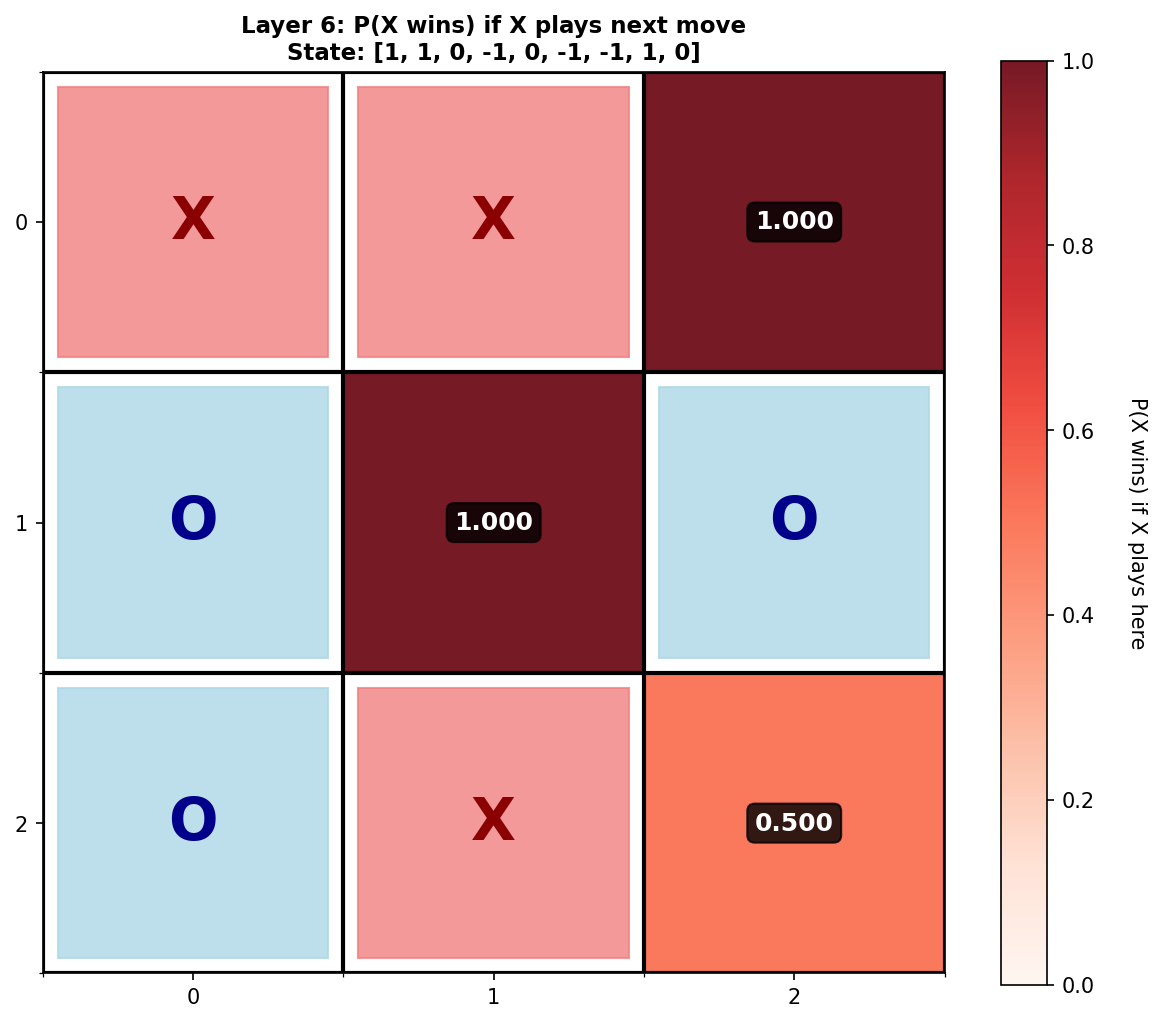 Layer 6: P(X wins) if X plays next move
State: [1, 1, 0, -1, 0, -1, -1, 1, 0]
0
X
X
1.000
1
O
1.000
O
2
O
X
0.500
0
1
2
1.0
0.8
0.6
0.4
0.2
0.0
P(X wins) if X plays here